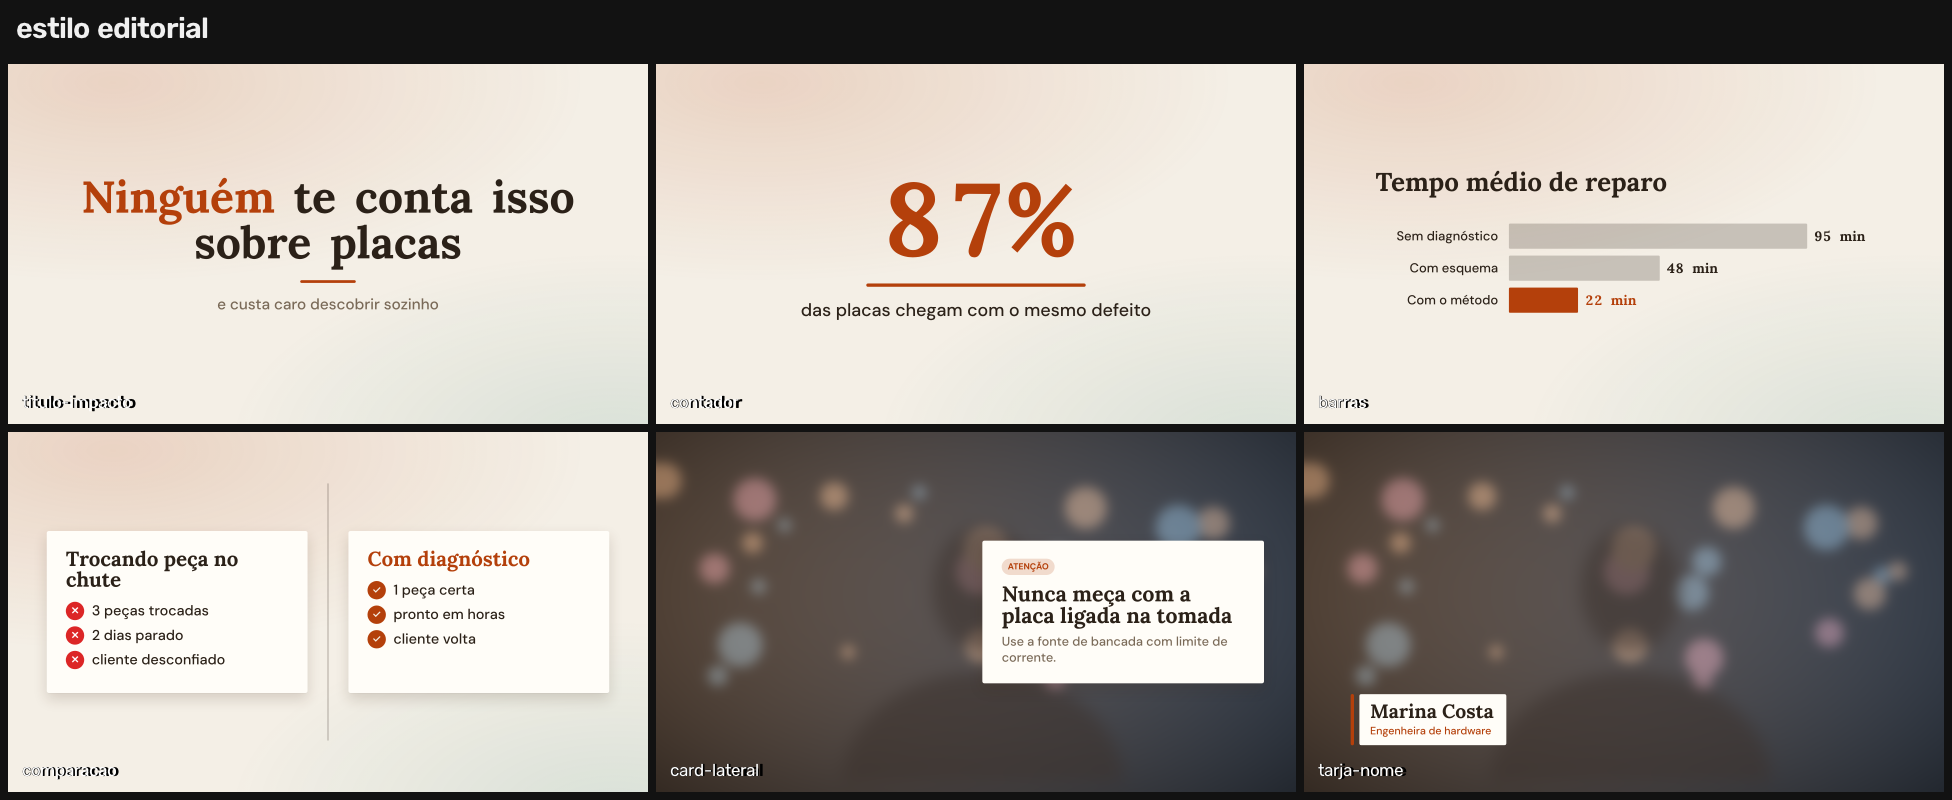 estilo editorial
Ninguém te conta isso
sobre placas
e custa caro descobrir sozinho
titulo-impacto
87%
das placas chegam com o mesmo defeito
contador
Tempo médio de reparo
Sem diagnóstico 95 min
Com esquema 48 min
Com o método 22 min
barras
Trocando peça no
chute
3 peças trocadas
2 dias parado
cliente desconfiado
Com diagnóstico
1 peça certa
pronto em horas
cliente volta
comparacao
ATENÇÃO
Nunca meça com a
placa ligada na tomada
Use a fonte de bancada com limite de
corrente.
card-lateral
Marina Costa
Engenheira de hardware
tarja-nome